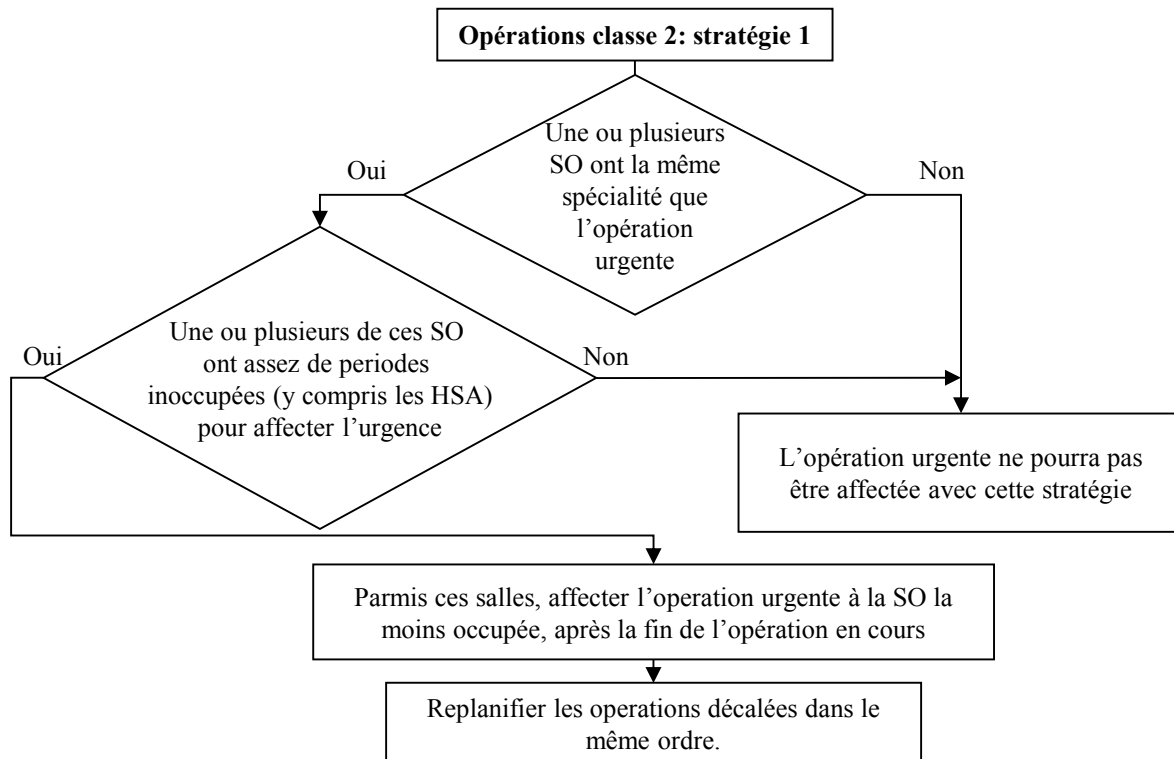 Opérations classe 2: stratégie 1
Une ou plusieurs
SO ont la même
spécialité que
l’opération
urgente
Oui
Non
Une ou plusieurs de ces SO
ont assez de periodes
inoccupées (y compris les HSA)
pour affecter l’urgence
Oui
Non
L’opération urgente ne pourra pas
être affectée avec cette stratégie
Parmis ces salles, affecter l’operation urgente à la SO la
moins occupée, après la fin de l’opération en cours
Replanifier les operations décalées dans le
même ordre.